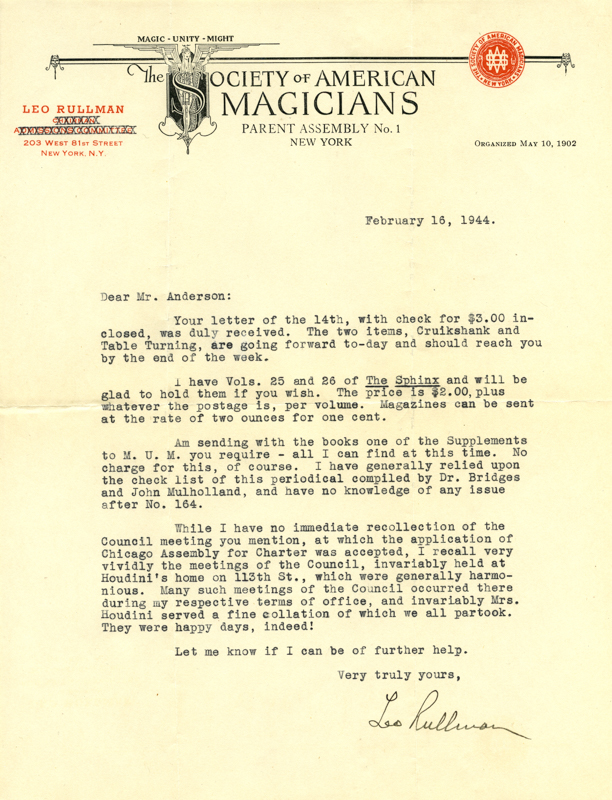 MAGIC - UNITY - MIGHT
The SOCIETY OF AMERICAN
MAGICIANS
PARENT ASSEMBLY No. 1
NEW YORK
THE SOCIETY OF AMERICAN MAGICIANS
NEW YORK
ORGANIZED MAY 10, 1902
LEO RULLMAN
203 WEST 81ST STREET
NEW YORK, N.Y.
February 16, 1944.
Dear Mr. Anderson:
Your letter of the 14th, with check for $3.00 in-
closed, was duly received. The two items, Cruikshank and
Table Turning, are going forward to-day and should reach you
by the end of the week.
I have Vols. 25 and 26 of The Sphinx and will be
glad to hold them if you wish. The price is $2.00, plus
whatever the postage is, per volume. Magazines can be sent
at the rate of two ounces for one cent.
Am sending with the books one of the Supplements
to M. U. M. you require - all I can find at this time. No
charge for this, of course. I have generally relied upon
the check list of this periodical compiled by Dr. Bridges
and John Mulholland, and have no knowledge of any issue
after No. 164.
While I have no immediate recollection of the
Council meeting you mention, at which the application of
Chicago Assembly for Charter was accepted, I recall very
vividly the meetings of the Council, invariably held at
Houdini's home on 113th St., which were generally harmo-
nious. Many such meetings of the Council occurred there
during my respective terms of office, and invariably Mrs.
Houdini served a fine collation of which we all partook.
They were happy days, indeed!
Let me know if I can be of further help.
Very truly yours,
Leo Rullman